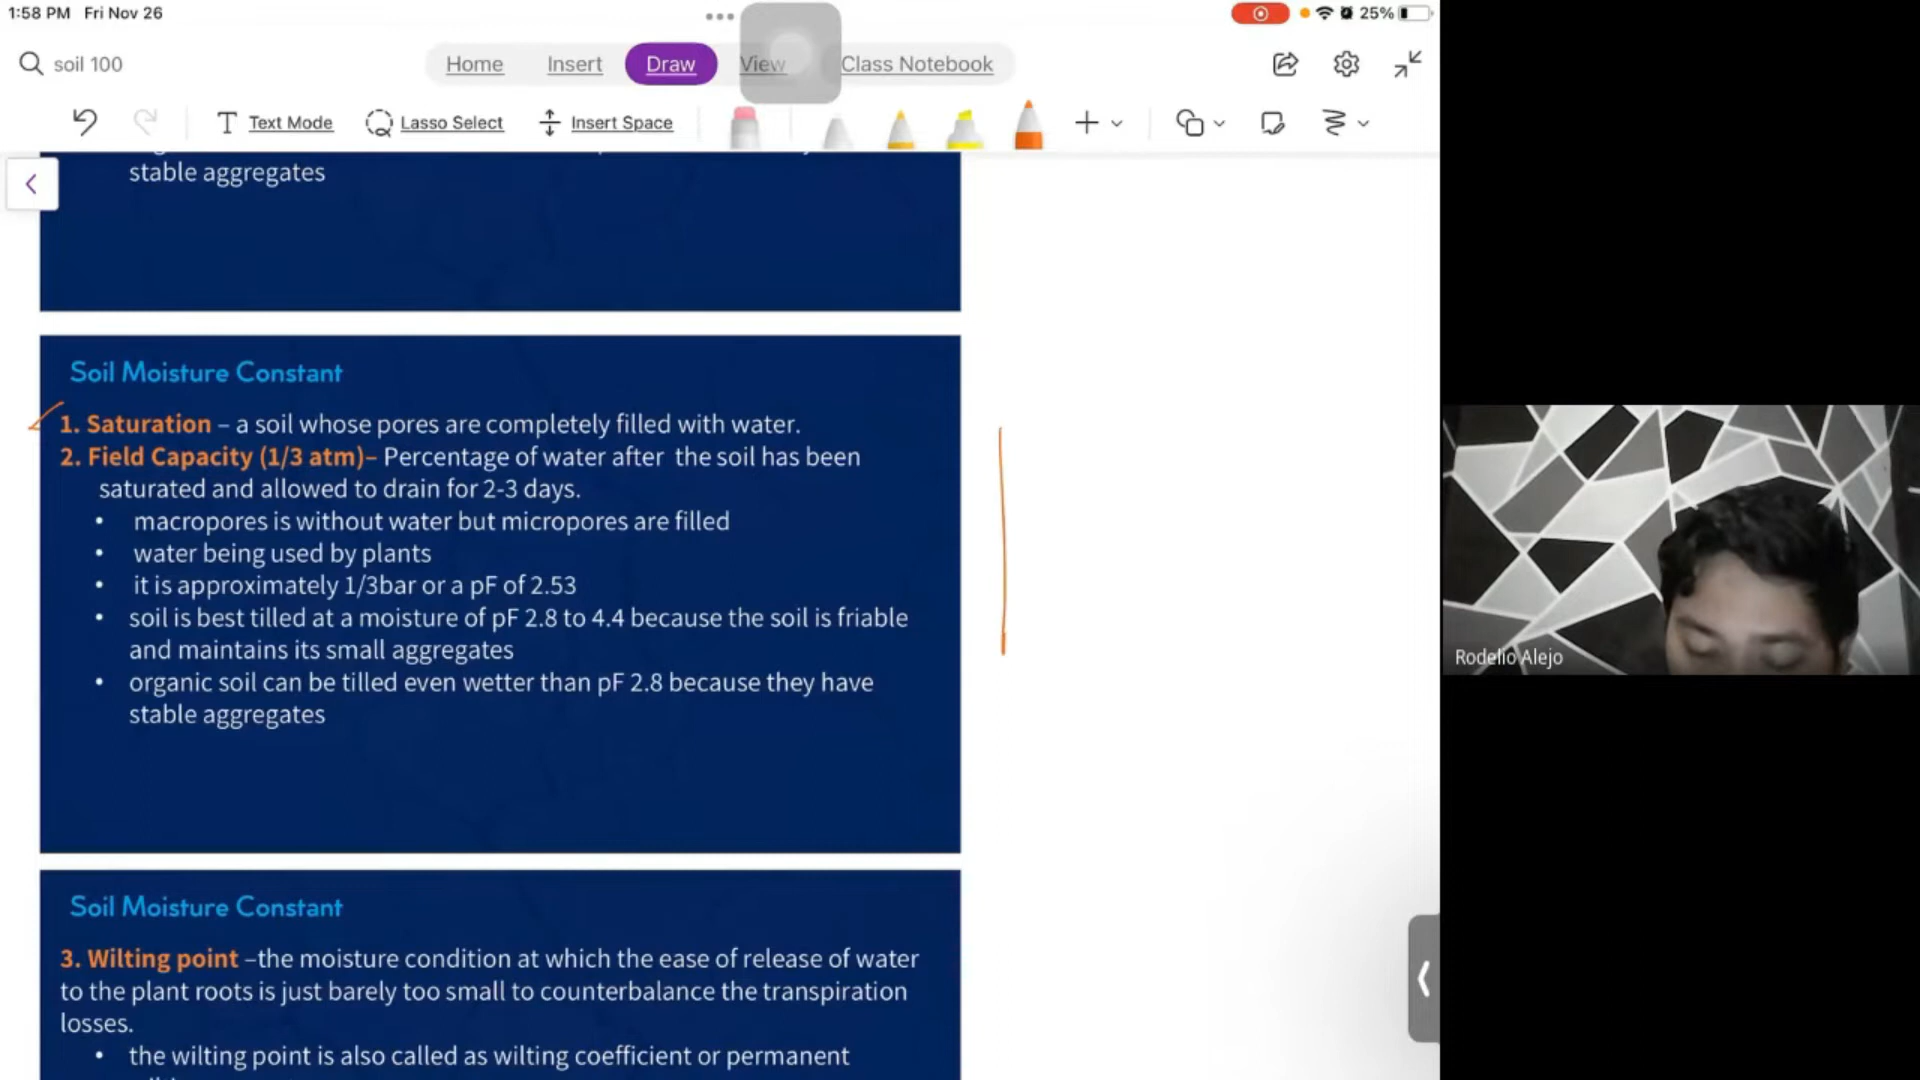 1:58 PM Fri Nov 26
25%
soil 100
Home Insert Draw View Class Notebook
Text Mode Lasso Select Insert Space
stable aggregates
Soil Moisture Constant
1. Saturation – a soil whose pores are completely filled with water.
2. Field Capacity (1/3 atm)– Percentage of water after the soil has been
saturated and allowed to drain for 2-3 days.
• macropores is without water but micropores are filled
• water being used by plants
• it is approximately 1/3bar or a pF of 2.53
• soil is best tilled at a moisture of pF 2.8 to 4.4 because the soil is friable
and maintains its small aggregates
• organic soil can be tilled even wetter than pF 2.8 because they have
stable aggregates
Soil Moisture Constant
3. Wilting point –the moisture condition at which the ease of release of water
to the plant roots is just barely too small to counterbalance the transpiration
losses.
• the wilting point is also called as wilting coefficient or permanent
Rodelio Alejo